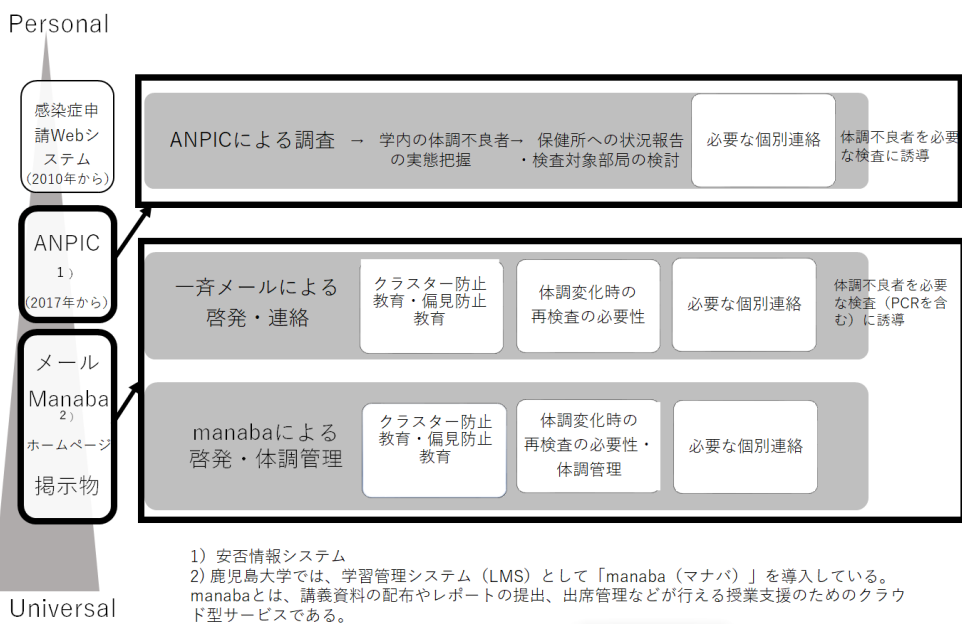 Personal
感染症申
請Webシ
ステム
(2010年から)
ANPIC
1）
(2017年から)
メール
Manaba
2）
ホームページ
掲示物
Universal
ANPICによる調査 → 学内の体調不良者→ 保健所への状況報告
の実態把握 ・検査対象部局の検討
必要な個別連絡
体調不良者を必要
な検査に誘導
一斉メールによる
啓発・連絡
クラスター防止
教育・偏見防止
教育
体調変化時の
再検査の必要性
必要な個別連絡
体調不良者を必要
な検査（PCRを含
む）に誘導
manabaによる
啓発・体調管理
クラスター防止
教育・偏見防止
教育
体調変化時の
再検査の必要性・
体調管理
必要な個別連絡
1）安否情報システム
2) 鹿児島大学では、学習管理システム（LMS）として「manaba（マナバ）」を導入している。
manabaとは、講義資料の配布やレポートの提出、出席管理などが行える授業支援のためのクラウ
ド型サービスである。